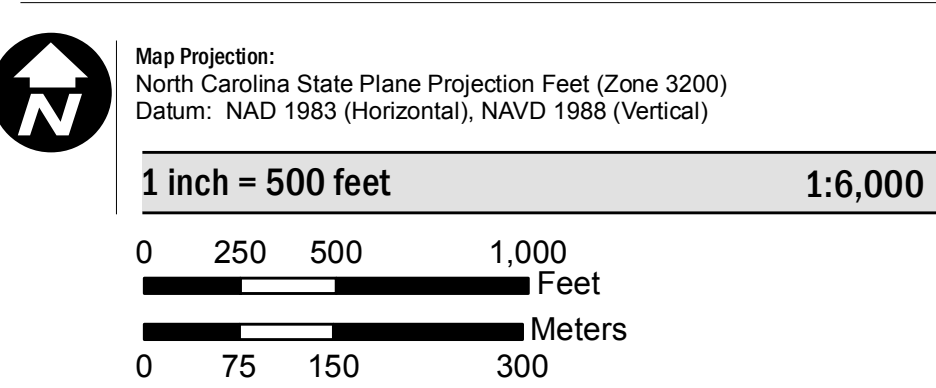 N
Map Projection:
North Carolina State Plane Projection Feet (Zone 3200)
Datum: NAD 1983 (Horizontal), NAVD 1988 (Vertical)
1 inch = 500 feet 1:6,000
0 250 500 1,000
Feet
Meters
0 75 150 300